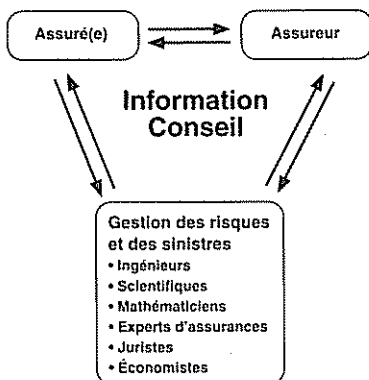 Assuré(e)
Assureur
Information
Conseil
Gestion des risques
et des sinistres
• Ingénieurs
• Scientifiques
• Mathématiciens
• Experts d'assurances
• Juristes
• Économistes